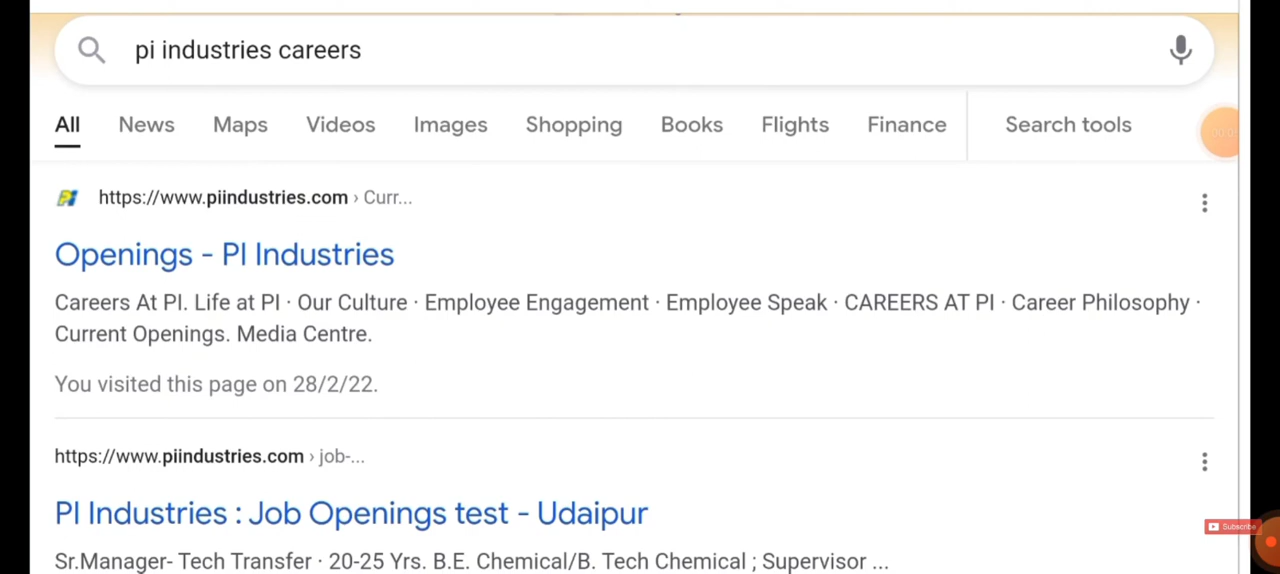 pi industries careers
All News Maps Videos Images Shopping Books Flights Finance Search tools
https://www.piindustries.com › Curr...
Openings - PI Industries
Careers At PI. Life at PI · Our Culture · Employee Engagement · Employee Speak · CAREERS AT PI · Career Philosophy ·
Current Openings. Media Centre.
You visited this page on 28/2/22.
https://www.piindustries.com › job-...
PI Industries : Job Openings test - Udaipur
Subscribe
Sr.Manager- Tech Transfer · 20-25 Yrs. B.E. Chemical/B. Tech Chemical ; Supervisor ...